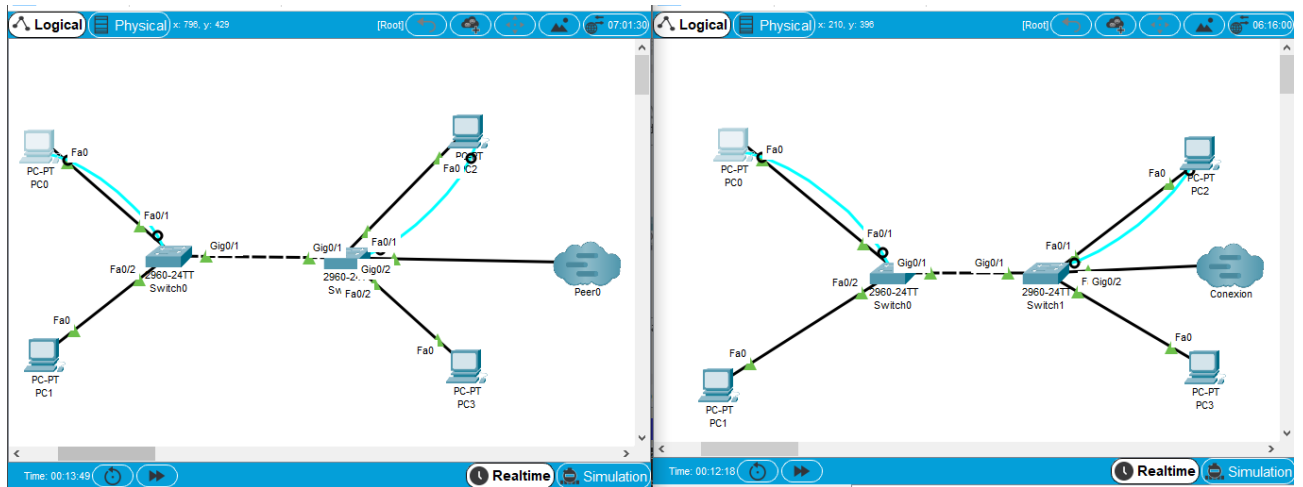 Logical Physical x: 796, y: 429 [Root] 07:01:30
PC-PT
PC0
Fa0
Fa0/1
Gig0/1
2960-24TT
Switch0
Fa0/2
Fa0
PC-PT
PC1
Fa0
Gig0/1
Fa0/1
Gig0/2
Fa0/2
Peer0
Fa0
PC-PT
PC3
Time: 00:13:49 Realtime Simulation
Logical Physical x: 210, y: 396 [Root] 06:16:00
PC-PT
PC0
Fa0
Fa0/1
Gig0/1
2960-24TT
Switch0
Fa0/2
Fa0
PC-PT
PC1
Fa0
PC-PT
PC2
Fa0/1
Gig0/1
Gig0/2
2960-24TT
Switch1
Conexion
Fa0
PC-PT
PC3
Time: 00:12:18 Realtime Simulation